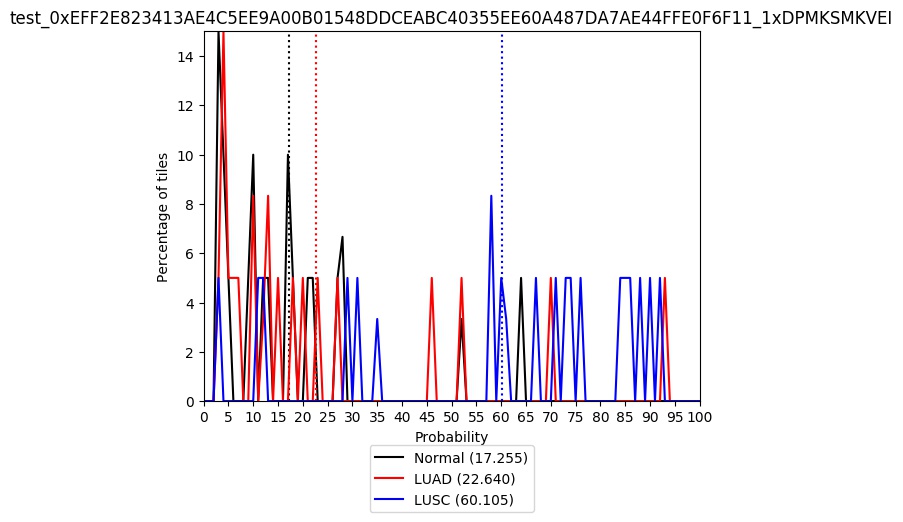 test_0xEFF2E823413AE4C5EE9A00B01548DDCEABC40355EE60A487DA7AE44FFE0F6F11_1xDPMKSMKVEI
14
12
10
8
6
4
2
0
Percentage of tiles
0 5 10 15 20 25 30 35 40 45 50 55 60 65 70 75 80 85 90 95 100
Probability
Normal (17.255)
LUAD (22.640)
LUSC (60.105)